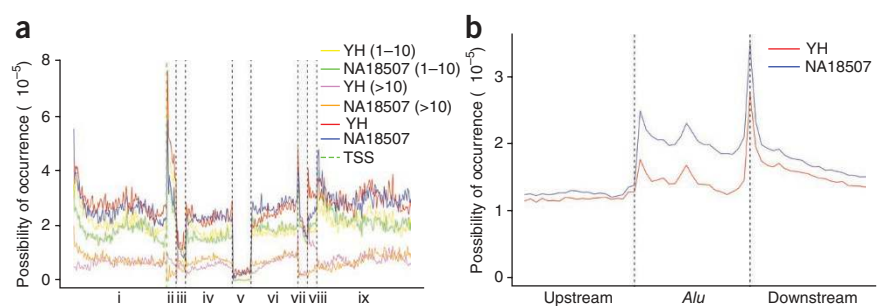 a
Possibility of occurrence ( 10⁻⁵)
8
6
4
2
0
YH (1–10)
NA18507 (1–10)
YH (>10)
NA18507 (>10)
YH
NA18507
TSS
i ii iii iv v vi vii viii ix
b
Possibility of occurrence ( 10⁻⁵)
3
2
1
0
YH
NA18507
Upstream Alu Downstream